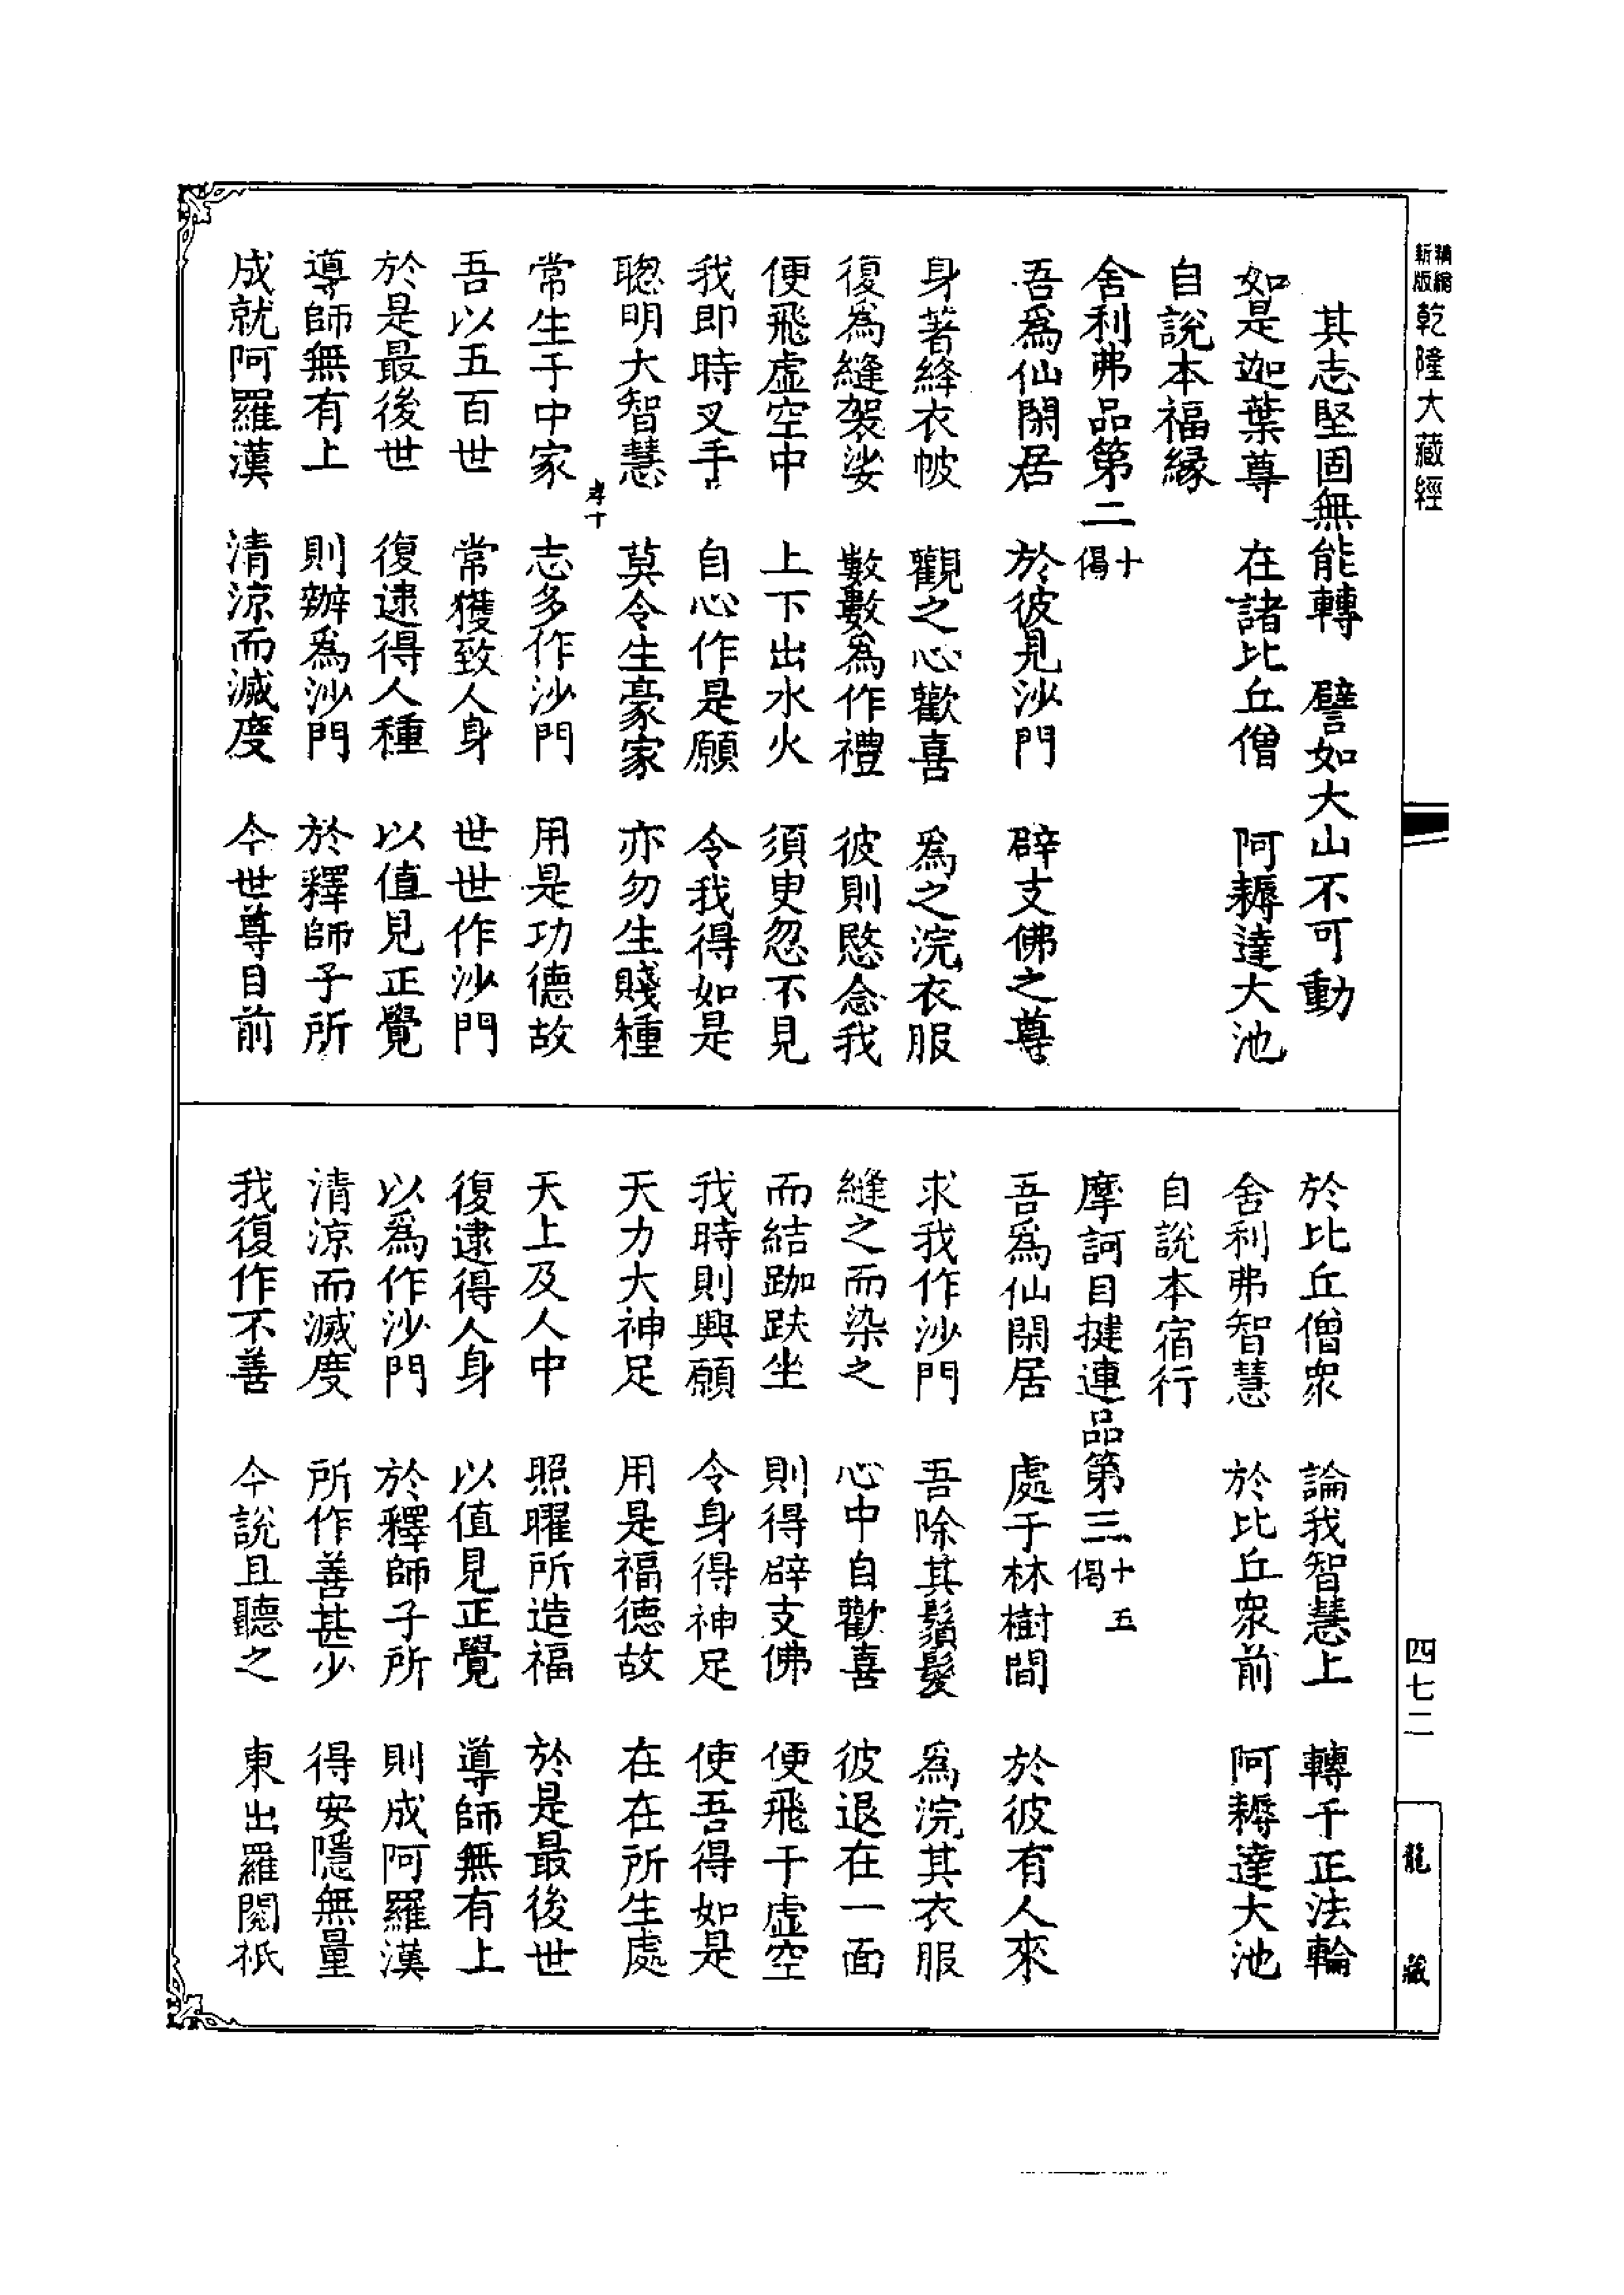 精縮新版乾隆大藏經
其志堅固無能轉　譬如大山不可動
如是迦葉尊　在諸比丘僧　阿耨達大池
自說本福緣
舍利弗品第二十偈
吾爲仙閑居　於彼見沙門　辟支佛之尊
身著絳衣帔　觀之心歡喜　爲之浣衣服
復爲縫袈裟　數數爲作禮　彼則愍念我
便飛虛空中　上下出水火　須臾忽不見
我即時叉手　自心作是願　令我得如是
聰明大智慧　莫令生豪家　亦勿生賤種
孝十
常生于中家　志多作沙門　用是功德故
吾以五百世　常獲致人身　世世作沙門
於是最後世　復逮得人種　以值見正覺
導師無有上　則辦爲沙門　於釋師子所
成就阿羅漢　清涼而滅度　今世尊目前
於比丘僧眾　論我智慧上　轉千正法輪
舍利弗智慧　於比丘眾前　阿耨達大池
自說本宿行
摩訶目揵連品第三十五偈
吾爲仙閑居　處于林樹間　於彼有人來
求我作沙門　吾除其鬚髮　爲浣其衣服
縫之而染之　心中自歡喜　彼退在一面
而結跏趺坐　則得辟支佛　便飛于虛空
我時則興願　令身得神足　使吾得如是
天力大神足　用是福德故　在在所生處
天上及人中　照曜所造福　於是最後世
復逮得人身　以值見正覺　導師無有上
以爲作沙門　於釋師子所　則成阿羅漢
清涼而滅度　所作善甚少　得安隱無量
我復作不善　今說且聽之　東出羅閱祇
四七二
龍藏